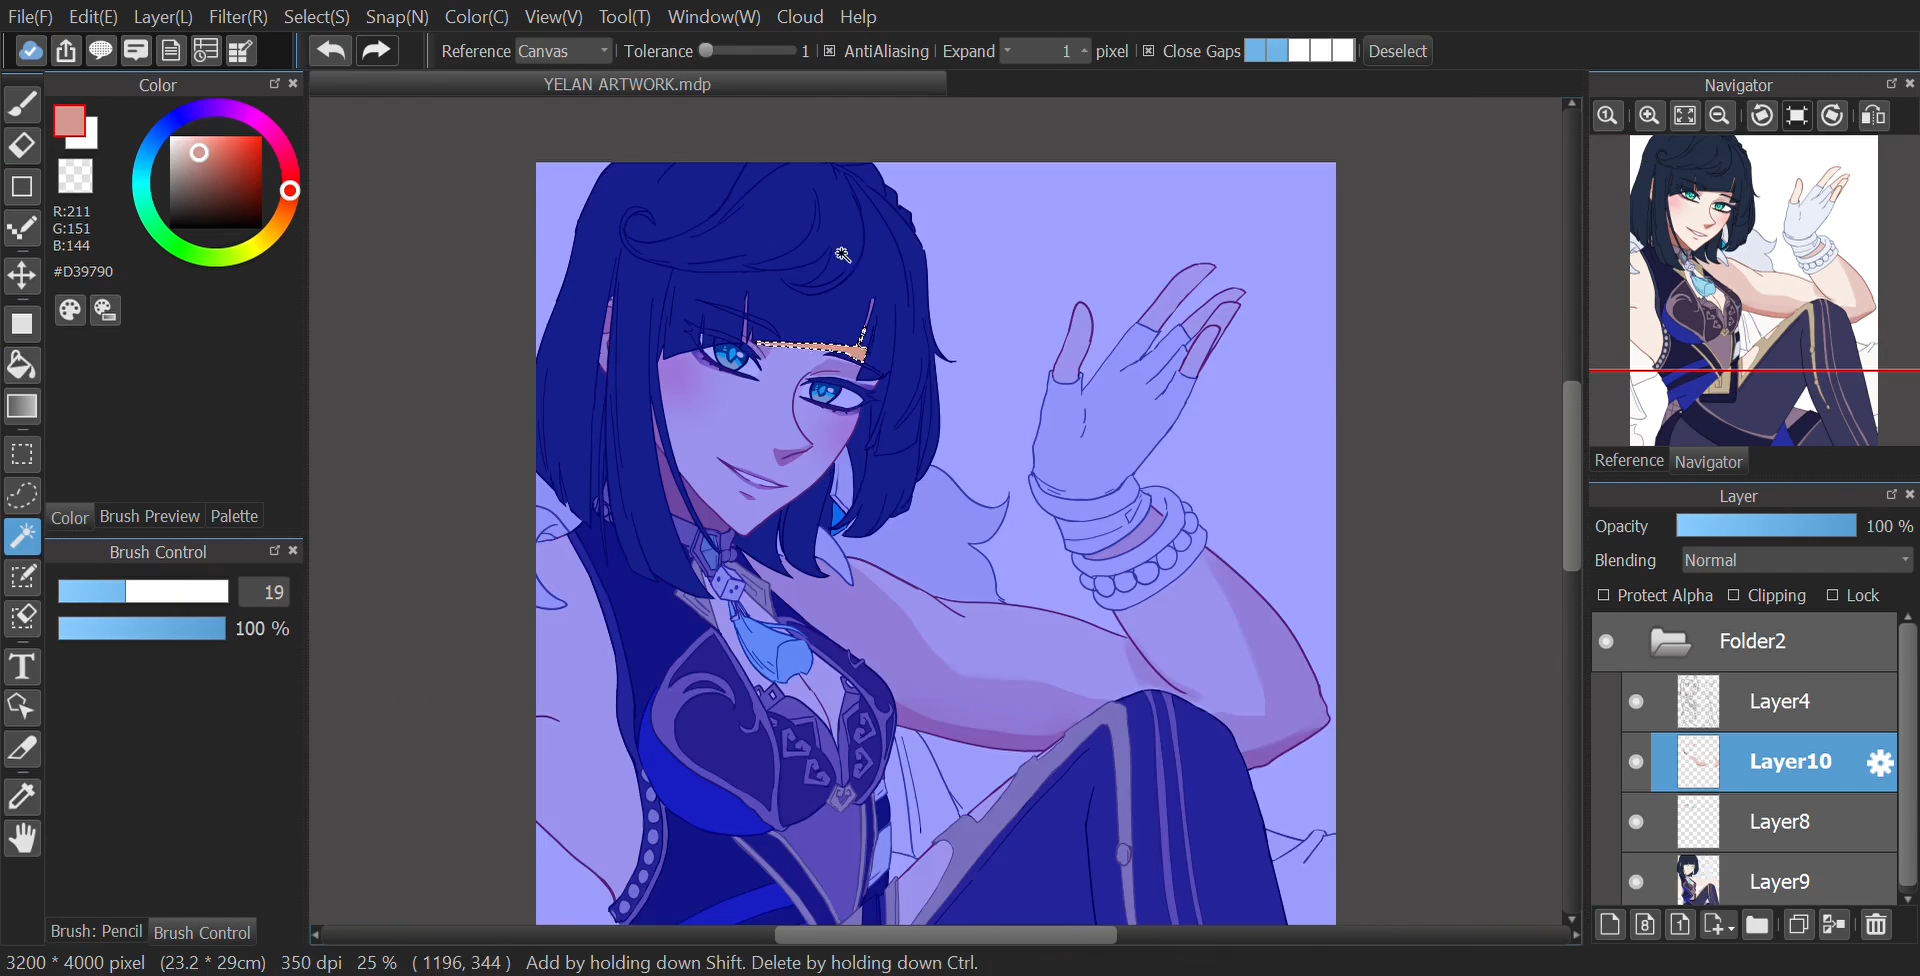 File(F) Edit(E) Layer(L) Filter(R) Select(S) Snap(N) Color(C) View(V) Tool(T) Window(W) Cloud Help
Reference Canvas Tolerance 1 AntiAliasing Expand 1 pixel Close Gaps Deselect
Color
YELAN ARTWORK.mdp
Navigator
R:211
G:151
B:144
#D39790
Reference Navigator
Color Brush Preview Palette
Layer
Opacity 100 %
Brush Control
Blending Normal
19
Protect Alpha Clipping Lock
100 %
Folder2
Layer4
Layer10
Layer8
Layer9
Brush: Pencil Brush Control
3200 * 4000 pixel (23.2 * 29cm) 350 dpi 25 % ( 1196, 344 ) Add by holding down Shift. Delete by holding down Ctrl.